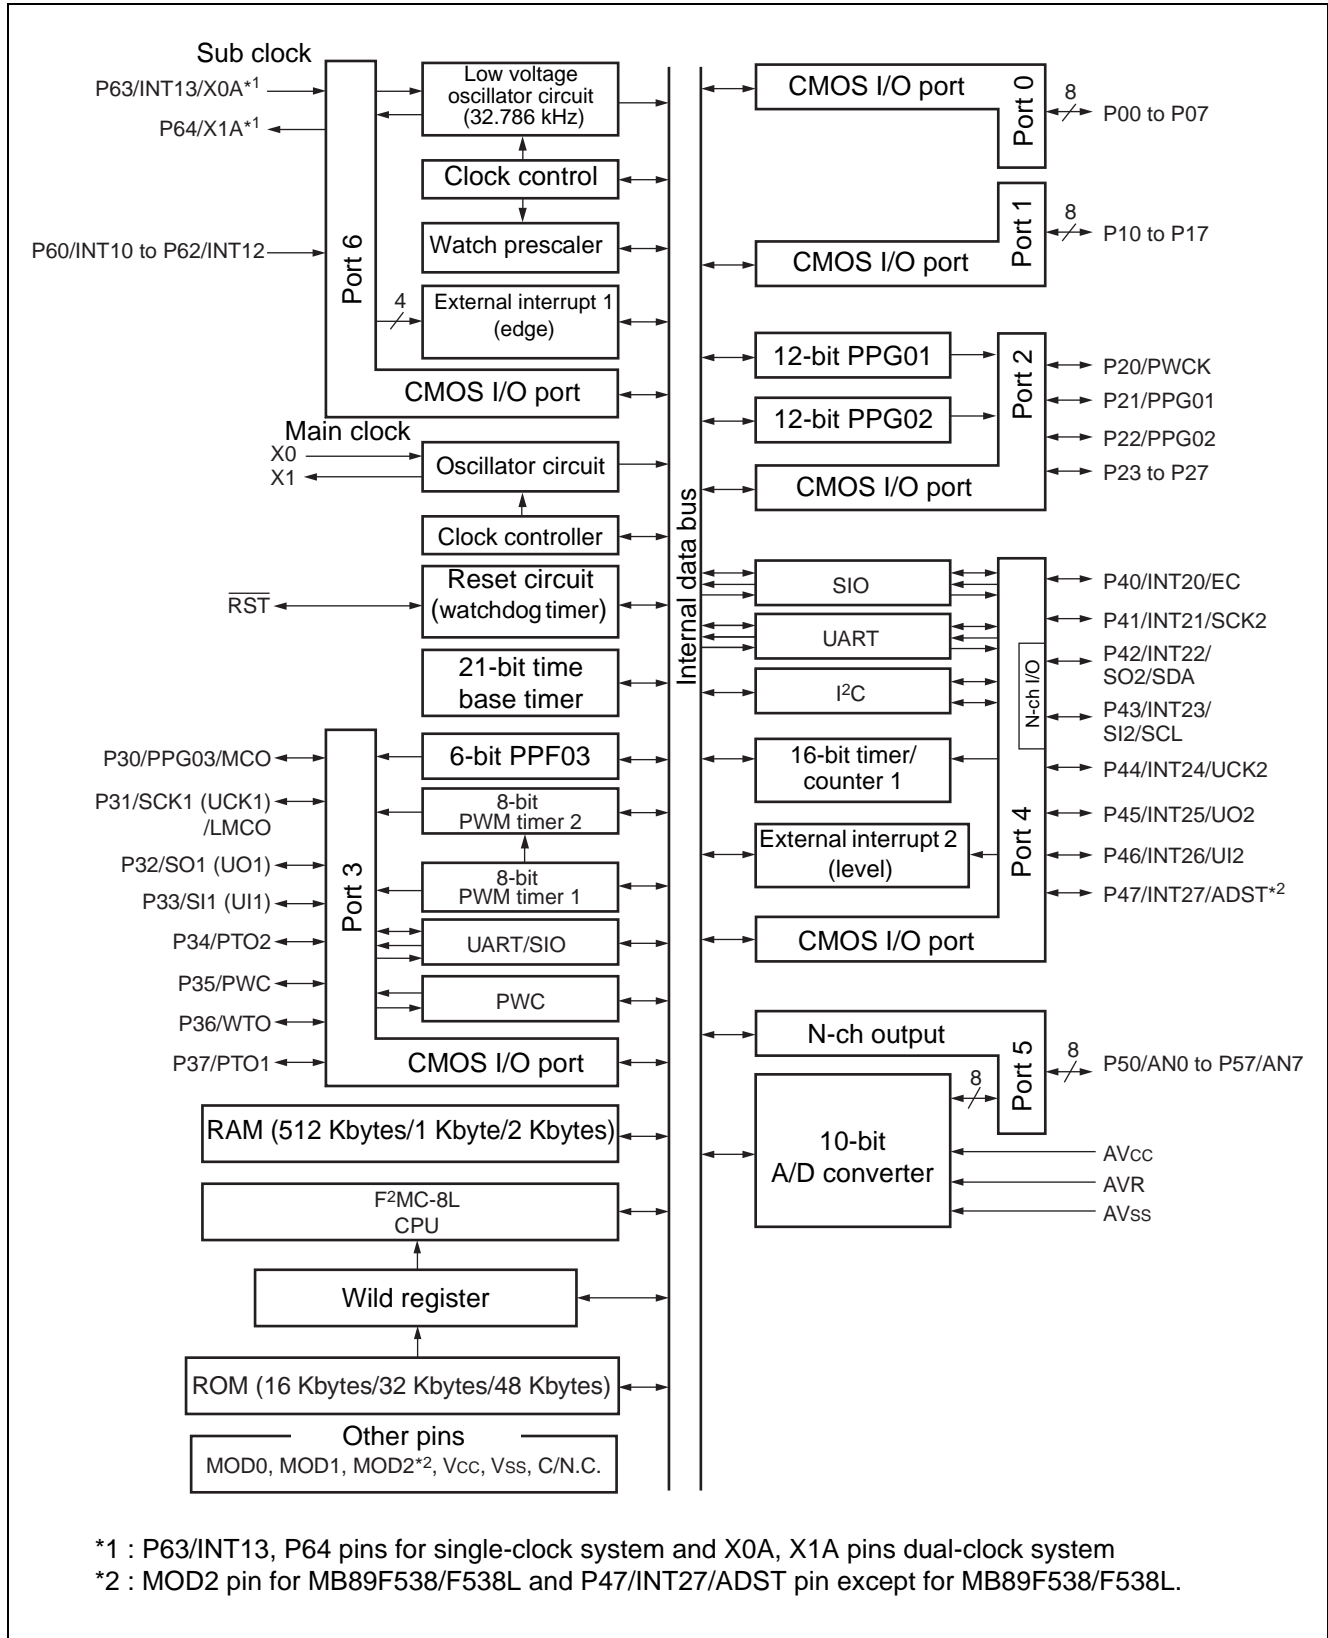 Sub clock
P63/INT13/X0A*1
P64/X1A*1
P60/INT10 to P62/INT12
Port 6
Low voltage
oscillator circuit
(32.786 kHz)
Clock control
Watch prescaler
4
External interrupt 1
(edge)
CMOS I/O port
Main clock
X0
X1
Oscillator circuit
Clock controller
RST
Reset circuit
(watchdog timer)
21-bit time
base timer
P30/PPG03/MCO
P31/SCK1 (UCK1)
/LMCO
P32/SO1 (UO1)
P33/SI1 (UI1)
P34/PTO2
P35/PWC
P36/WTO
P37/PTO1
Port 3
6-bit PPF03
8-bit
PWM timer 2
8-bit
PWM timer 1
UART/SIO
PWC
CMOS I/O port
RAM (512 Kbytes/1 Kbyte/2 Kbytes)
F2MC-8L
CPU
Wild register
ROM (16 Kbytes/32 Kbytes/48 Kbytes)
Other pins
MOD0, MOD1, MOD2*2, VCC, VSS, C/N.C.
Internal data bus
CMOS I/O port
Port 0
8
P00 to P07
Port 1
8
P10 to P17
CMOS I/O port
12-bit PPG01
12-bit PPG02
CMOS I/O port
Port 2
P20/PWCK
P21/PPG01
P22/PPG02
P23 to P27
SIO
UART
I2C
16-bit timer/
counter 1
External interrupt 2
(level)
CMOS I/O port
N-ch I/O
Port 4
P40/INT20/EC
P41/INT21/SCK2
P42/INT22/
SO2/SDA
P43/INT23/
SI2/SCL
P44/INT24/UCK2
P45/INT25/UO2
P46/INT26/UI2
P47/INT27/ADST*2
N-ch output
Port 5
8
P50/AN0 to P57/AN7
8
10-bit
A/D converter
AVCC
AVR
AVSS
*1 : P63/INT13, P64 pins for single-clock system and X0A, X1A pins dual-clock system
*2 : MOD2 pin for MB89F538/F538L and P47/INT27/ADST pin except for MB89F538/F538L.